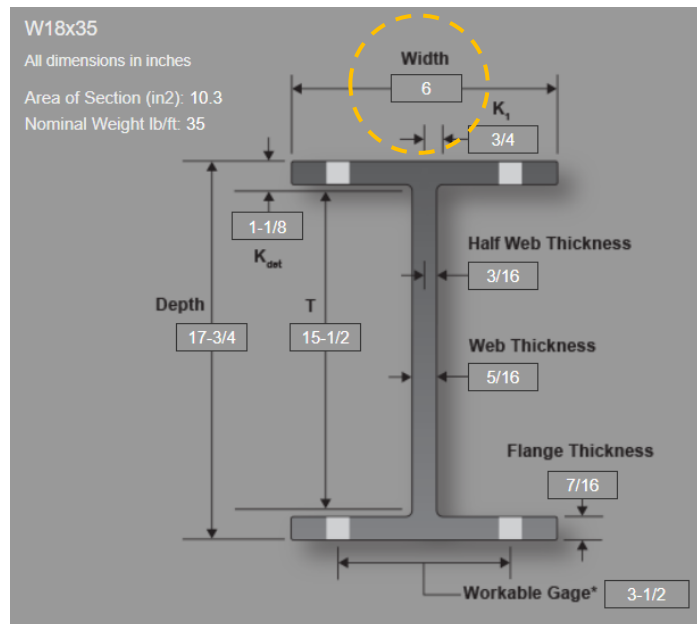 W18x35
All dimensions in inches
Area of Section (in2): 10.3
Nominal Weight lb/ft: 35
Width
6
K1
3/4
1-1/8
Kdet
Half Web Thickness
3/16
Depth
T
17-3/4
15-1/2
Web Thickness
5/16
Flange Thickness
7/16
Workable Gage* 3-1/2